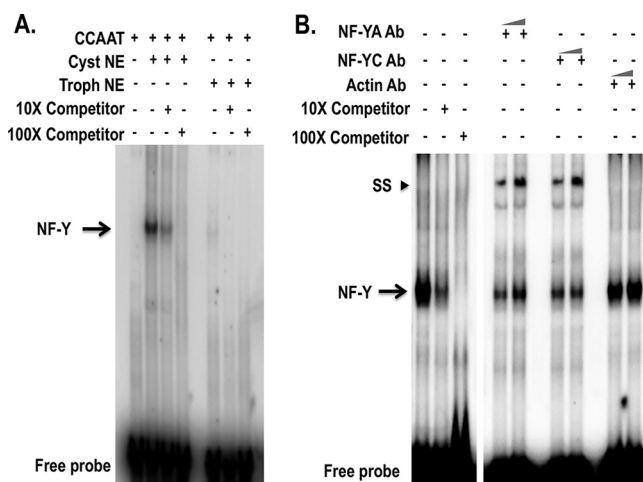 A.
CCAAT + + + + + + +
Cyst NE - + + + - - -
Troph NE - - - - + + +
10X Competitor - - + - - + -
100X Competitor - - - + - - +
NF-Y
Free probe
B.
NF-YA Ab - - - + + - - - -
NF-YC Ab - - - - - + + - -
Actin Ab - - - - - - - + +
10X Competitor - + - - - - - - -
100X Competitor - - + - - - - - -
SS
NF-Y
Free probe